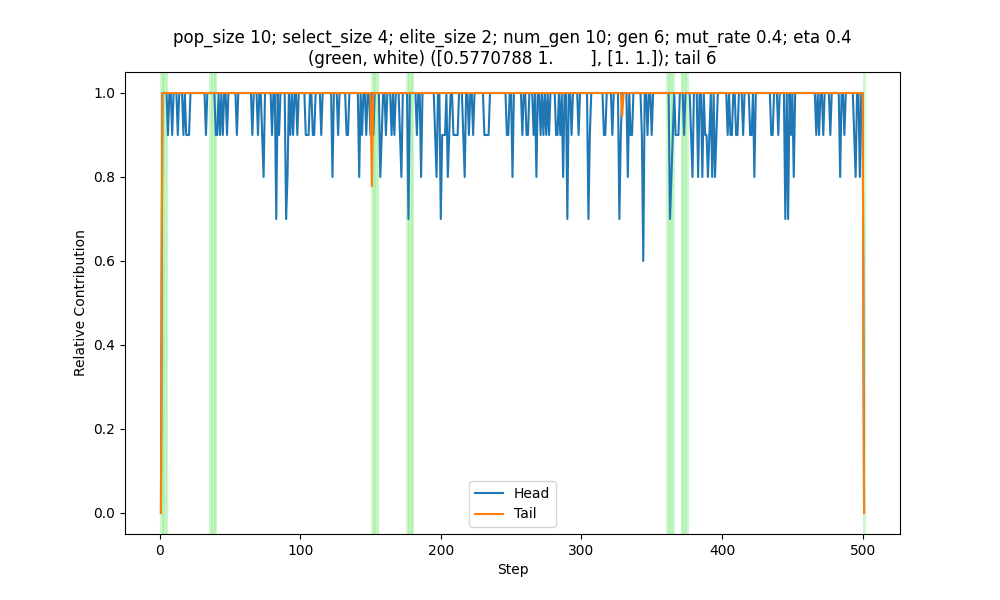 pop_size 10; select_size 4; elite_size 2; num_gen 10; gen 6; mut_rate 0.4; eta 0.4
(green, white) ([0.5770788 1.        ], [1. 1.]); tail 6
1.0
0.8
0.6
0.4
0.2
0.0
Relative Contribution
Head
Tail
0
100
200
300
400
500
Step